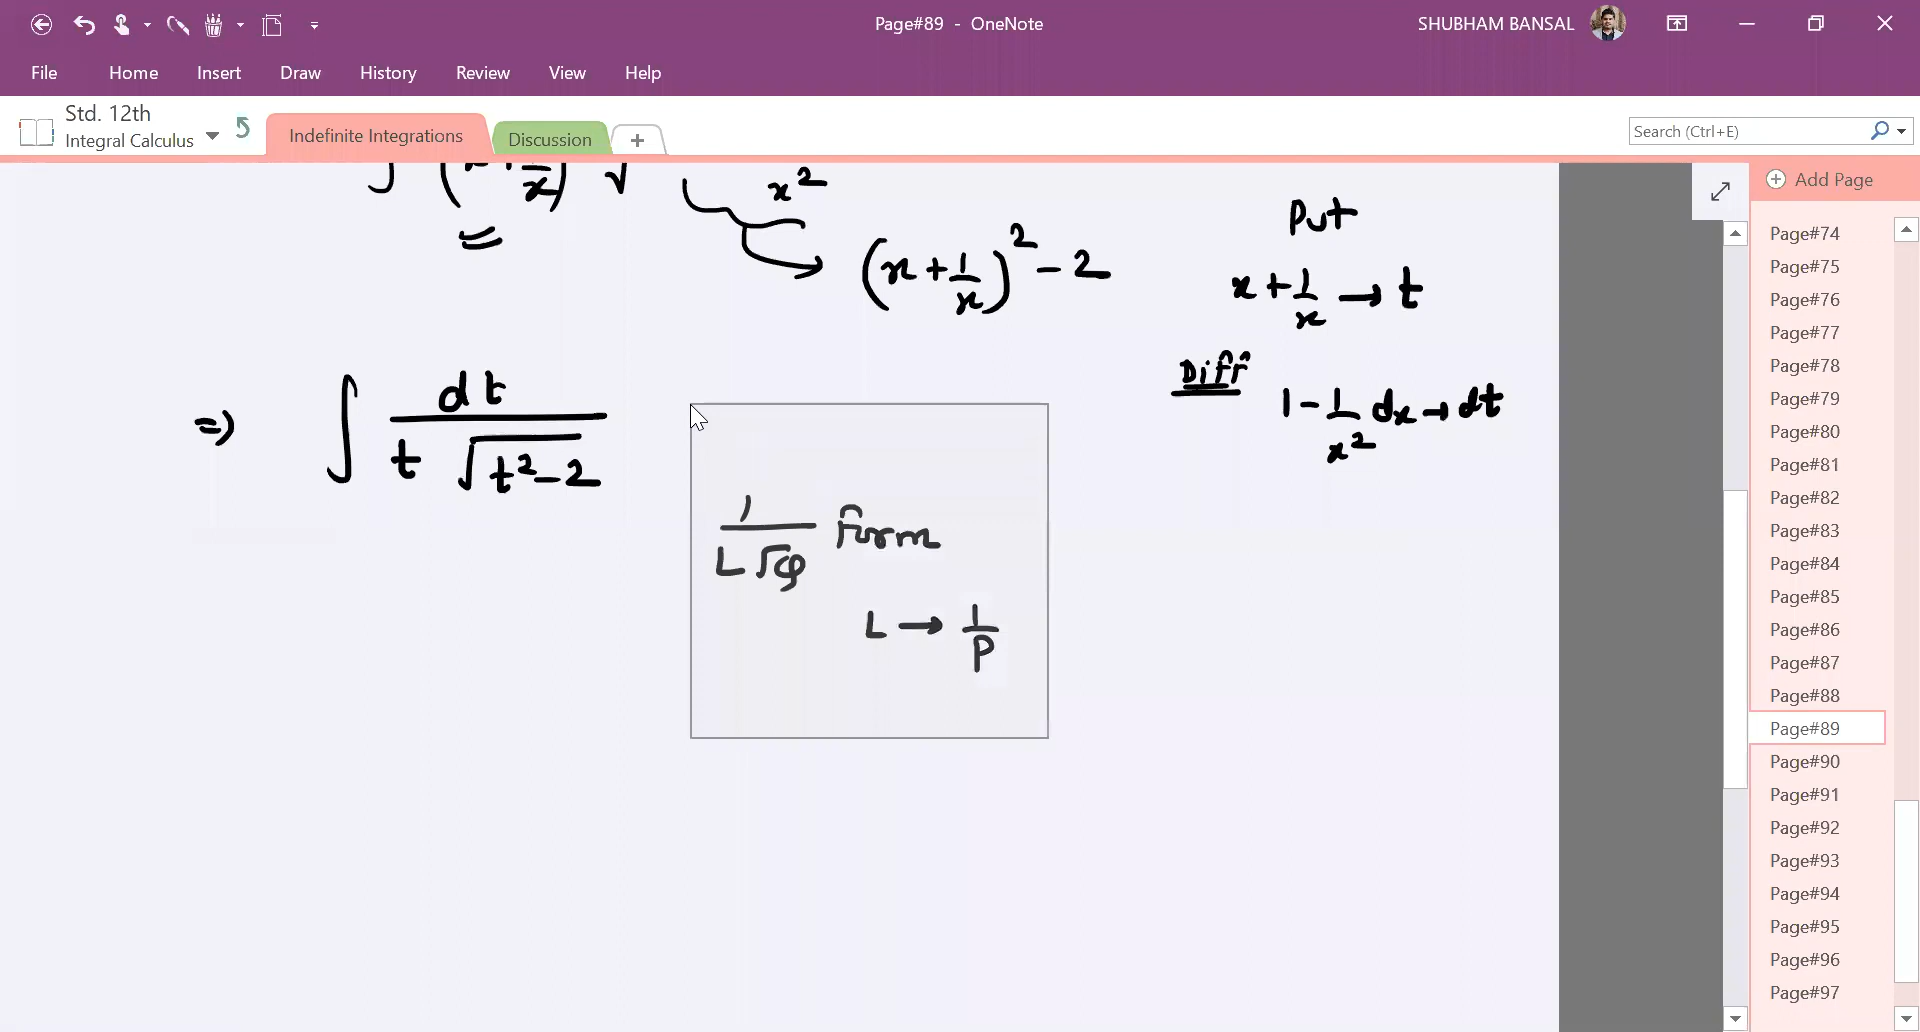 Page#89 - OneNote
SHUBHAM BANSAL
File Home Insert Draw History Review View Help
Std. 12th
Integral Calculus
Indefinite Integrations
Discussion
+
Search (Ctrl+E)
Add Page
x²
(x + 1/x)² - 2
Put
x + 1/x → t
Diff
1 - 1/x² dx → dt
=) ∫ dt / t √t² - 2
1 / L √φ Form
L → 1/P
Page#74
Page#75
Page#76
Page#77
Page#78
Page#79
Page#80
Page#81
Page#82
Page#83
Page#84
Page#85
Page#86
Page#87
Page#88
Page#89
Page#90
Page#91
Page#92
Page#93
Page#94
Page#95
Page#96
Page#97